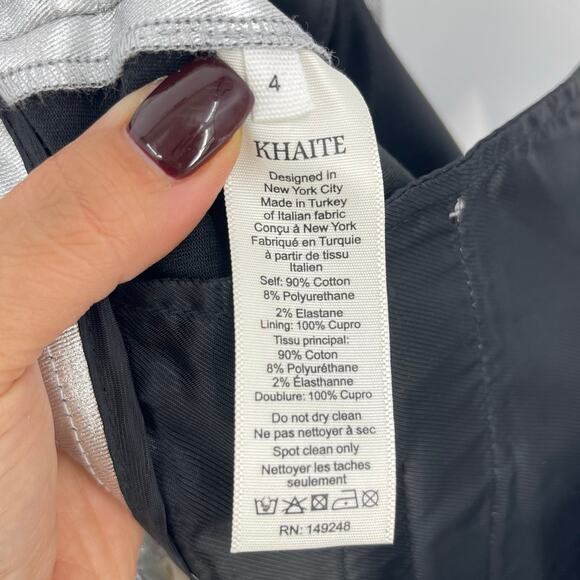 4
KHAITE
Designed in
New York City
Made in Turkey
of Italian fabric
Conçu à New York
Fabriqué en Turquie
à partir de tissu
Italien
Self: 90% Cotton
8% Polyurethane
2% Elastane
Lining: 100% Cupro
Tissu principal:
90% Coton
8% Polyuréthane
2% Élasthanne
Doublure: 100% Cupro
Do not dry clean
Ne pas nettoyer à sec
Spot clean only
Nettoyer les taches
seulement
RN: 149248